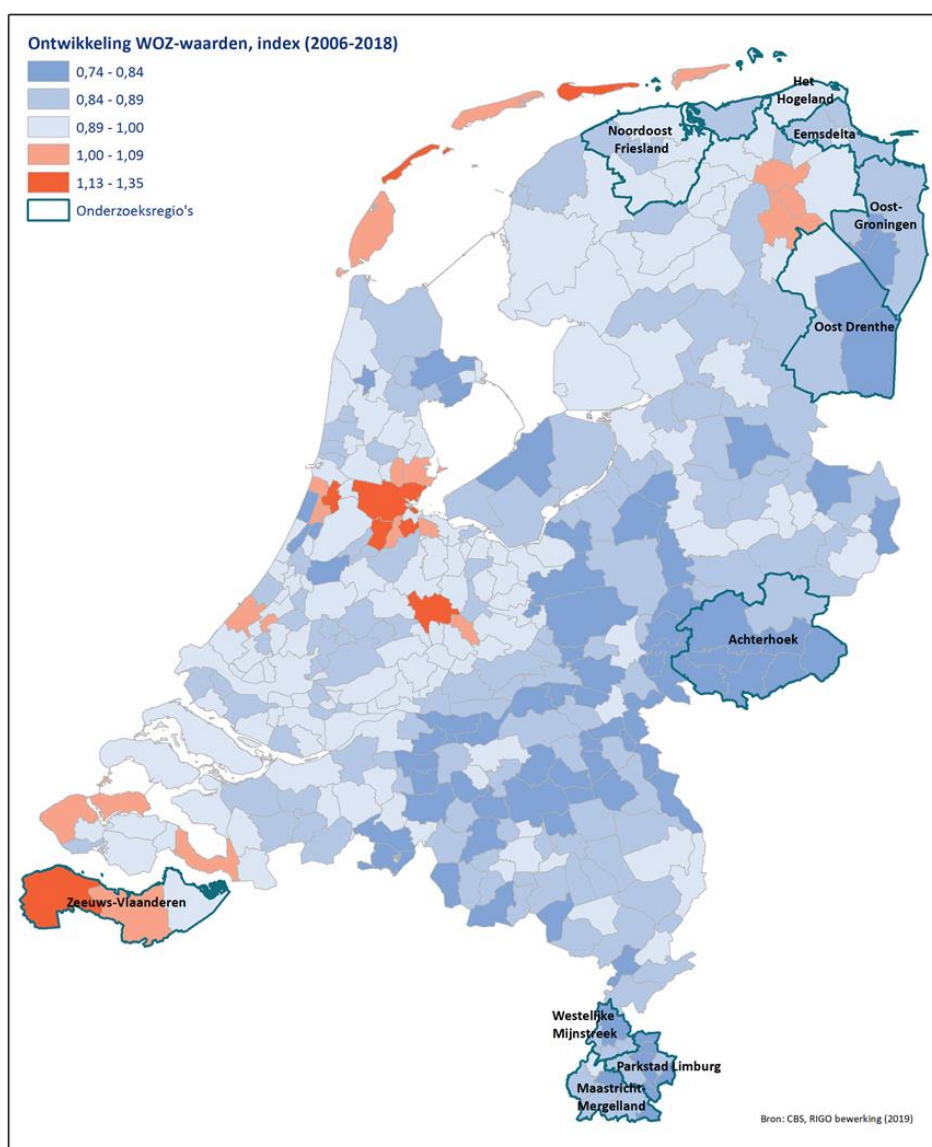 Ontwikkeling WOZ-waarden, index (2006-2018)
0,74 - 0,84
0,84 - 0,89
0,89 - 1,00
1,00 - 1,09
1,13 - 1,35
Onderzoeksregio's
Het
Hogeland
Noordoost
Friesland
Eemsdelta
Oost-
Groningen
Oost Drenthe
Achterhoek
Zeeuws-Vlaanderen
Westelijke
Mijnstreek
Parkstad Limburg
Maastricht-
Mergelland
Bron: CBS, RIGO bewerking (2019)